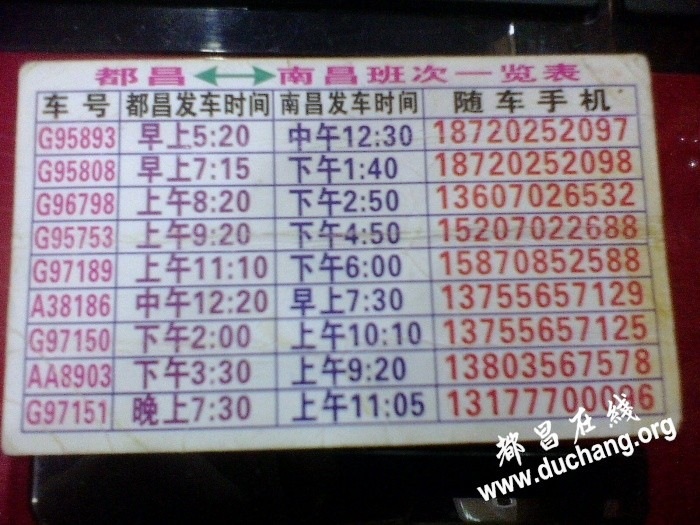 都昌 ←→ 南昌班次一览表
车号 都昌发车时间 南昌发车时间 随车手机
G95893 早上5:20 中午12:30 18720252097
G95808 早上7:15 下午1:40 18720252098
G96798 上午8:20 下午2:50 13607026532
G95753 上午9:20 下午4:50 15207022688
G97189 上午11:10 下午6:00 15870852588
A38186 中午12:20 早上7:30 13755657129
G97150 下午2:00 上午10:10 13755657125
AA8903 下午3:30 上午9:20 13803567578
G97151 晚上7:30 上午11:05 13177700096
都昌在线
www.duchang.org